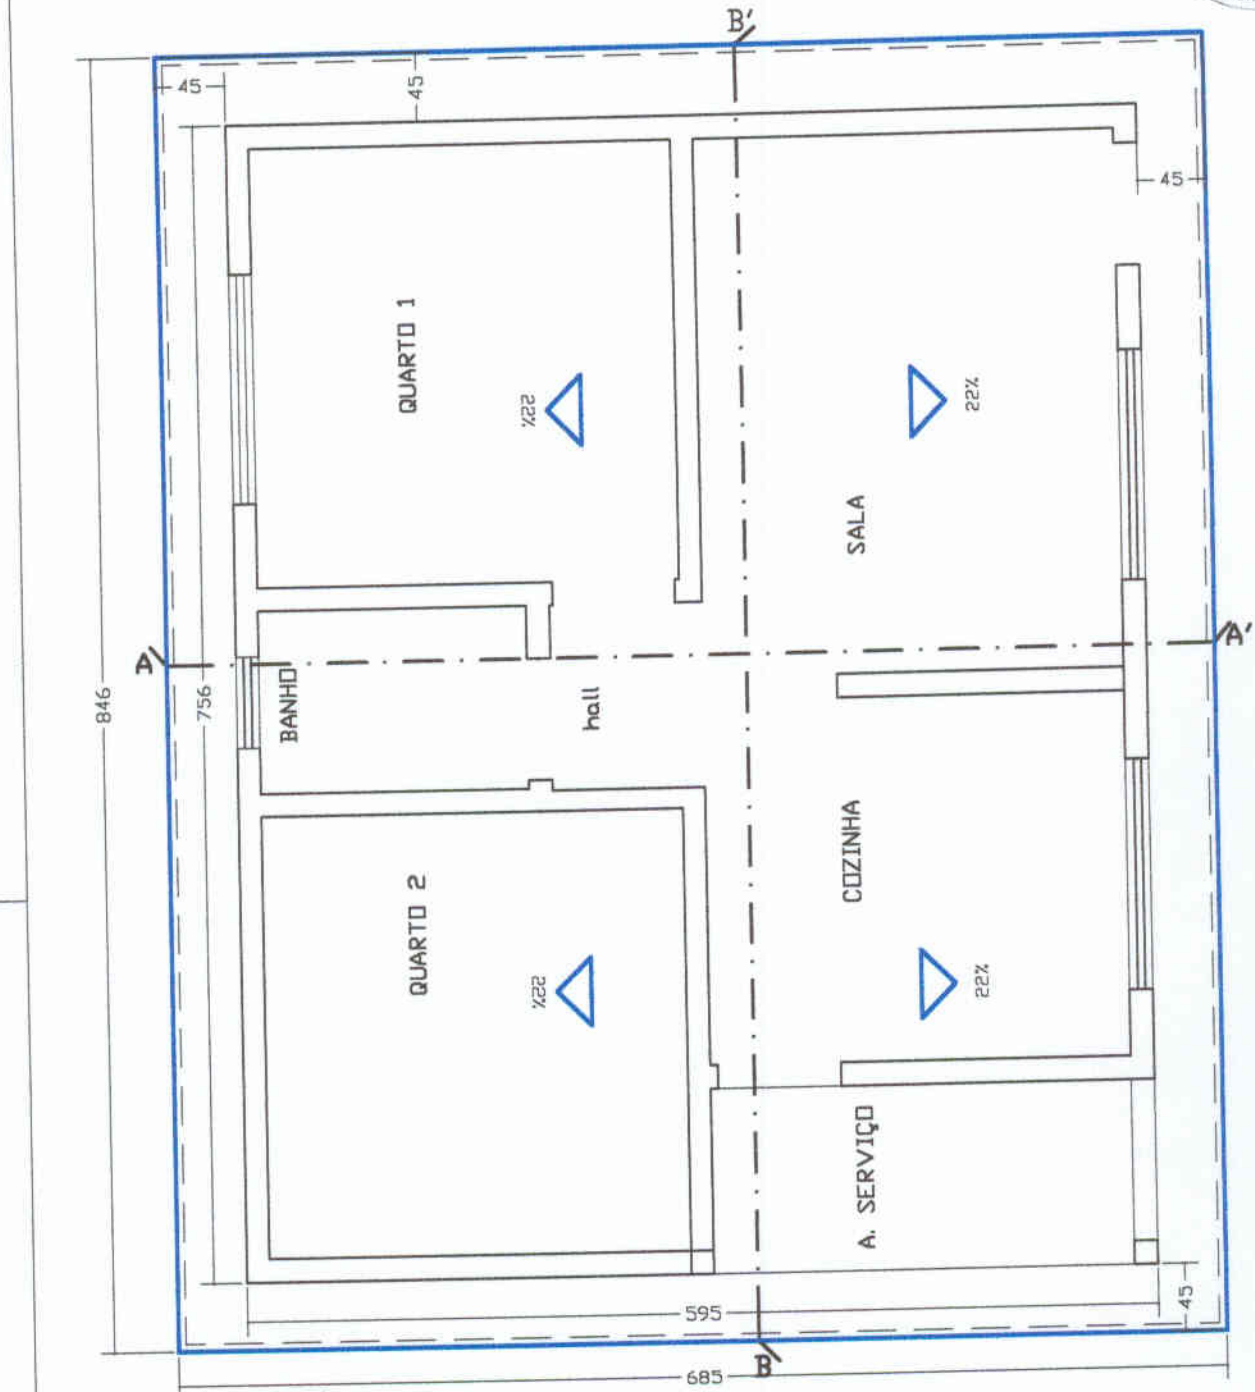 B'
45
45
45
QUARTO 1
22%
22%
SALA
A
A'
846
756
BANHO
hall
COZINHA
QUARTO 2
22%
22%
A. SERVIÇO
595
45
685
B